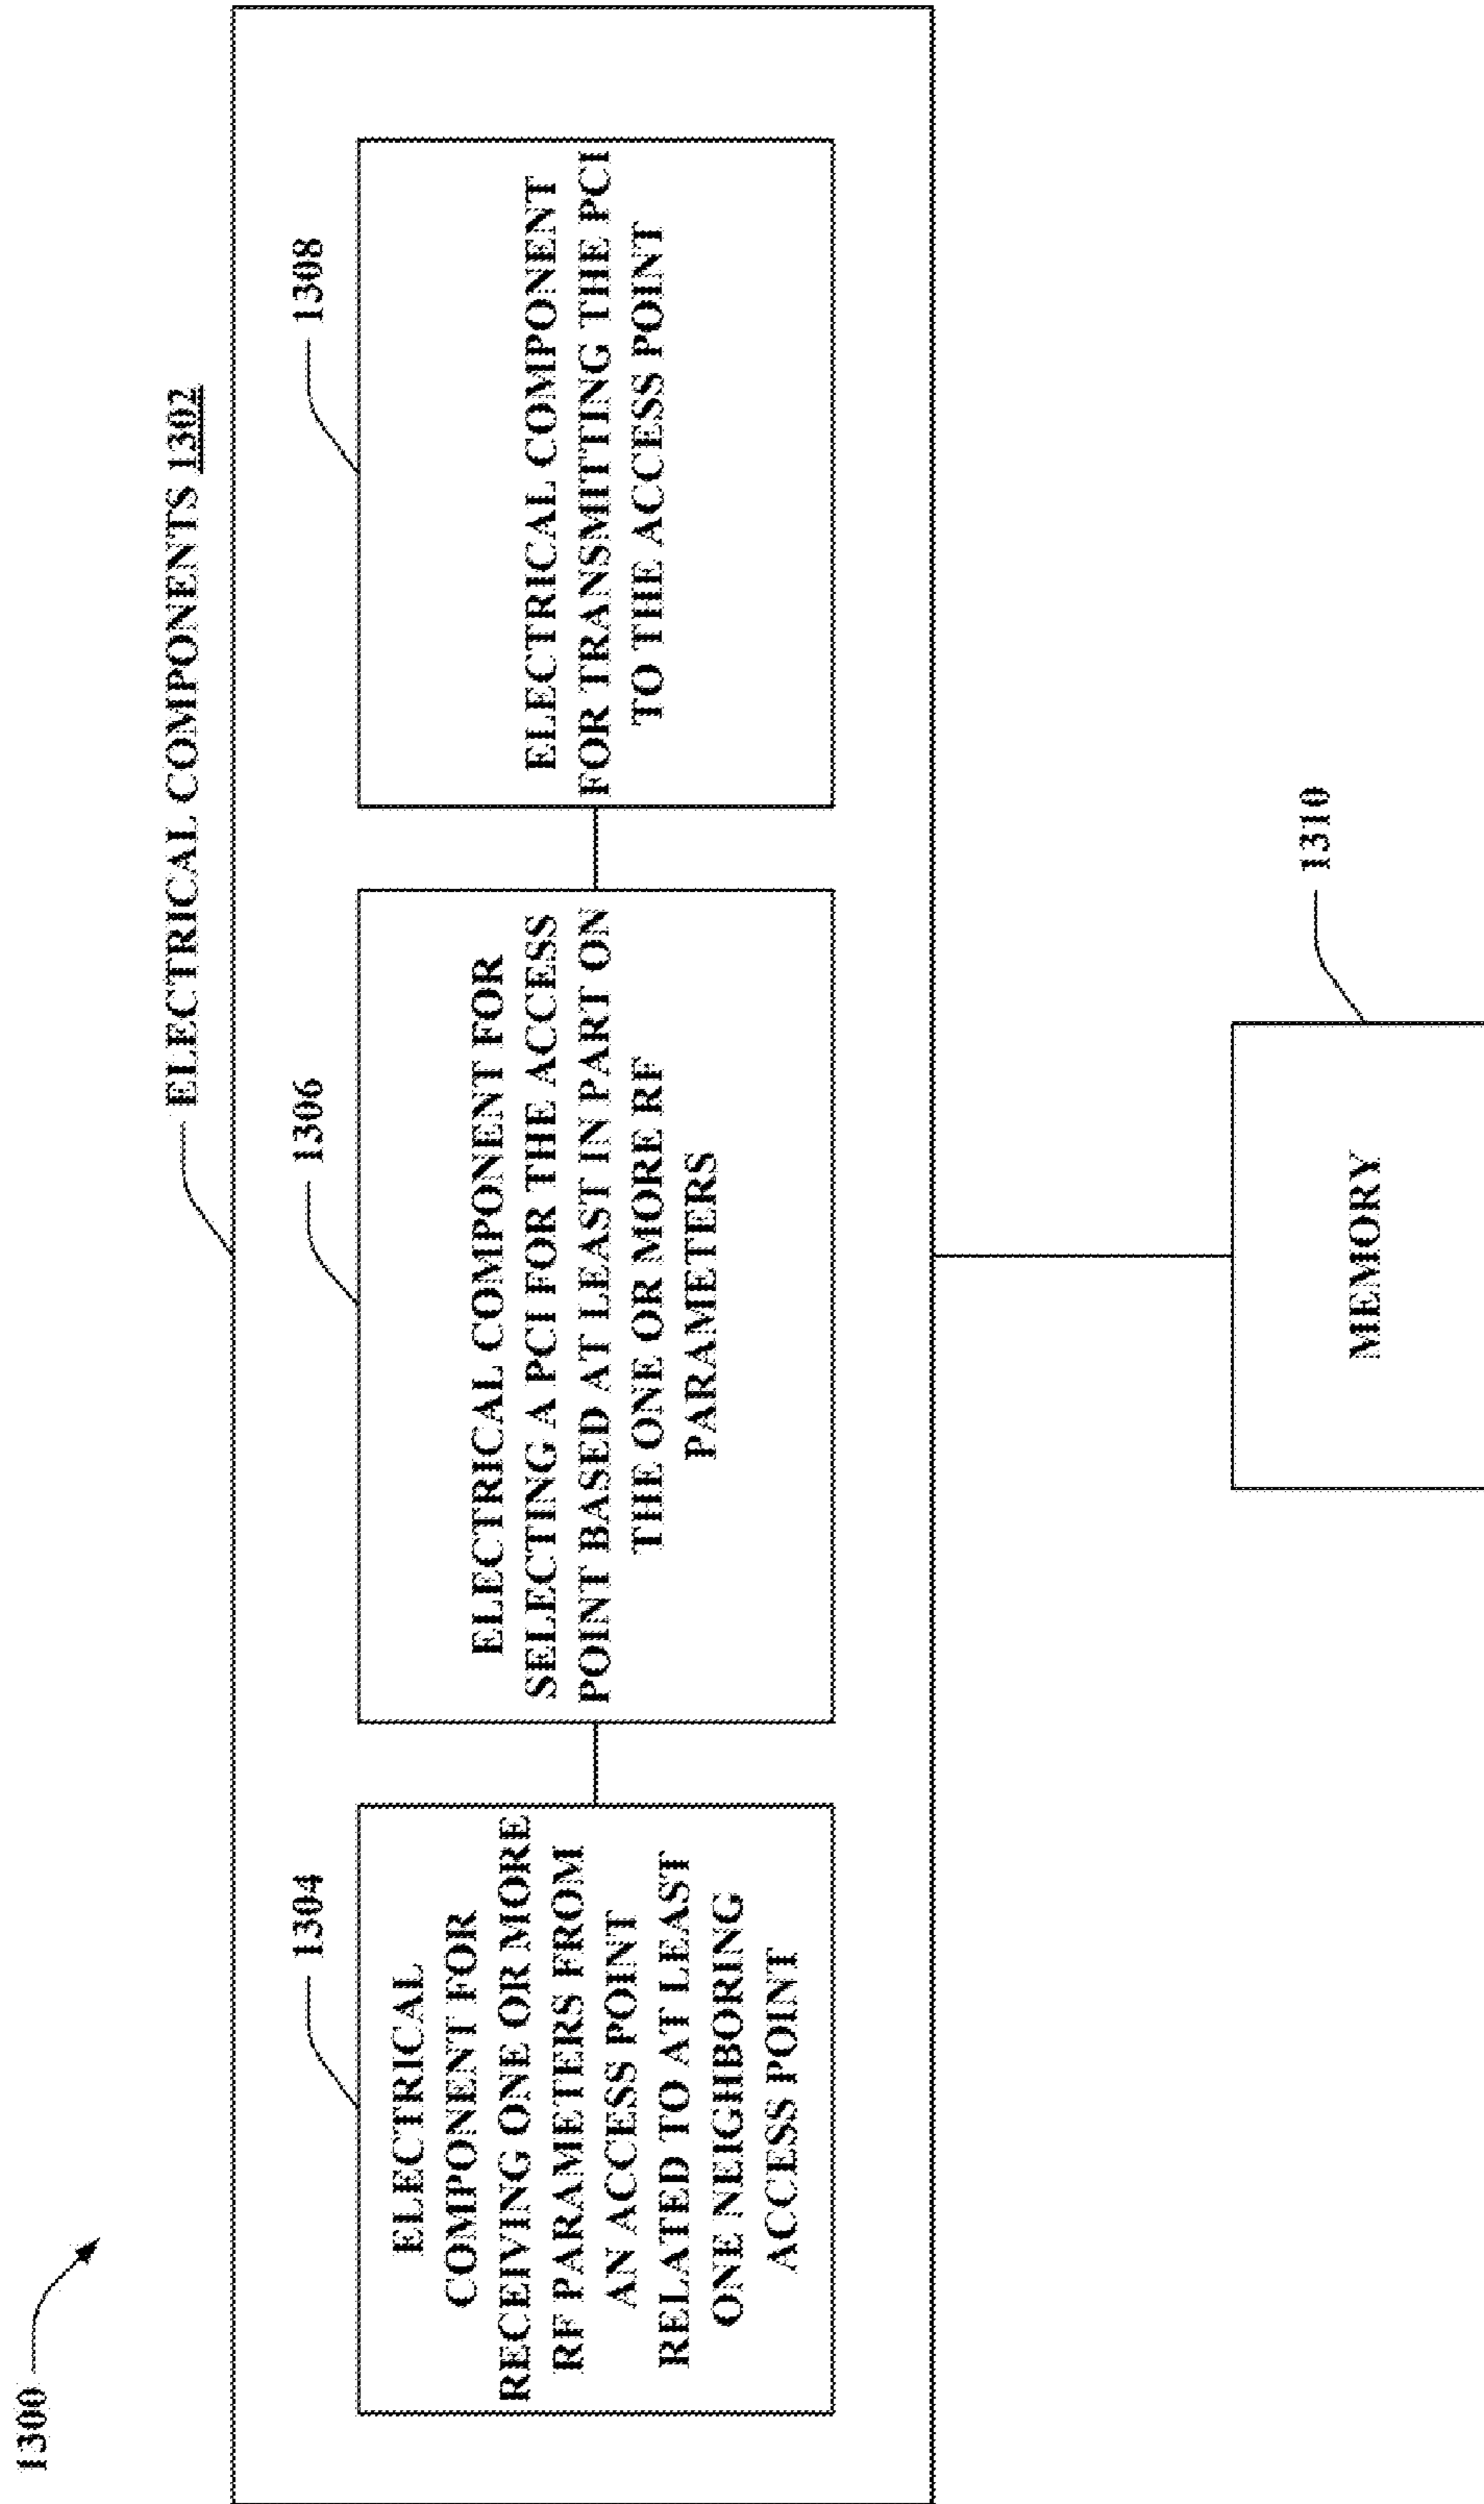 1300
ELECTRICAL COMPONENTS 1302
1304
ELECTRICAL
COMPONENT FOR
RECEIVING ONE OR MORE
RF PARAMETERS FROM
AN ACCESS POINT
RELATED TO AT LEAST
ONE NEIGHBORING
ACCESS POINT
1306
ELECTRICAL COMPONENT FOR
SELECTING A PCI FOR THE ACCESS
POINT BASED AT LEAST IN PART ON
THE ONE OR MORE RF
PARAMETERS
1308
ELECTRICAL COMPONENT
FOR TRANSMITTING THE PCI
TO THE ACCESS POINT
1310
MEMORY